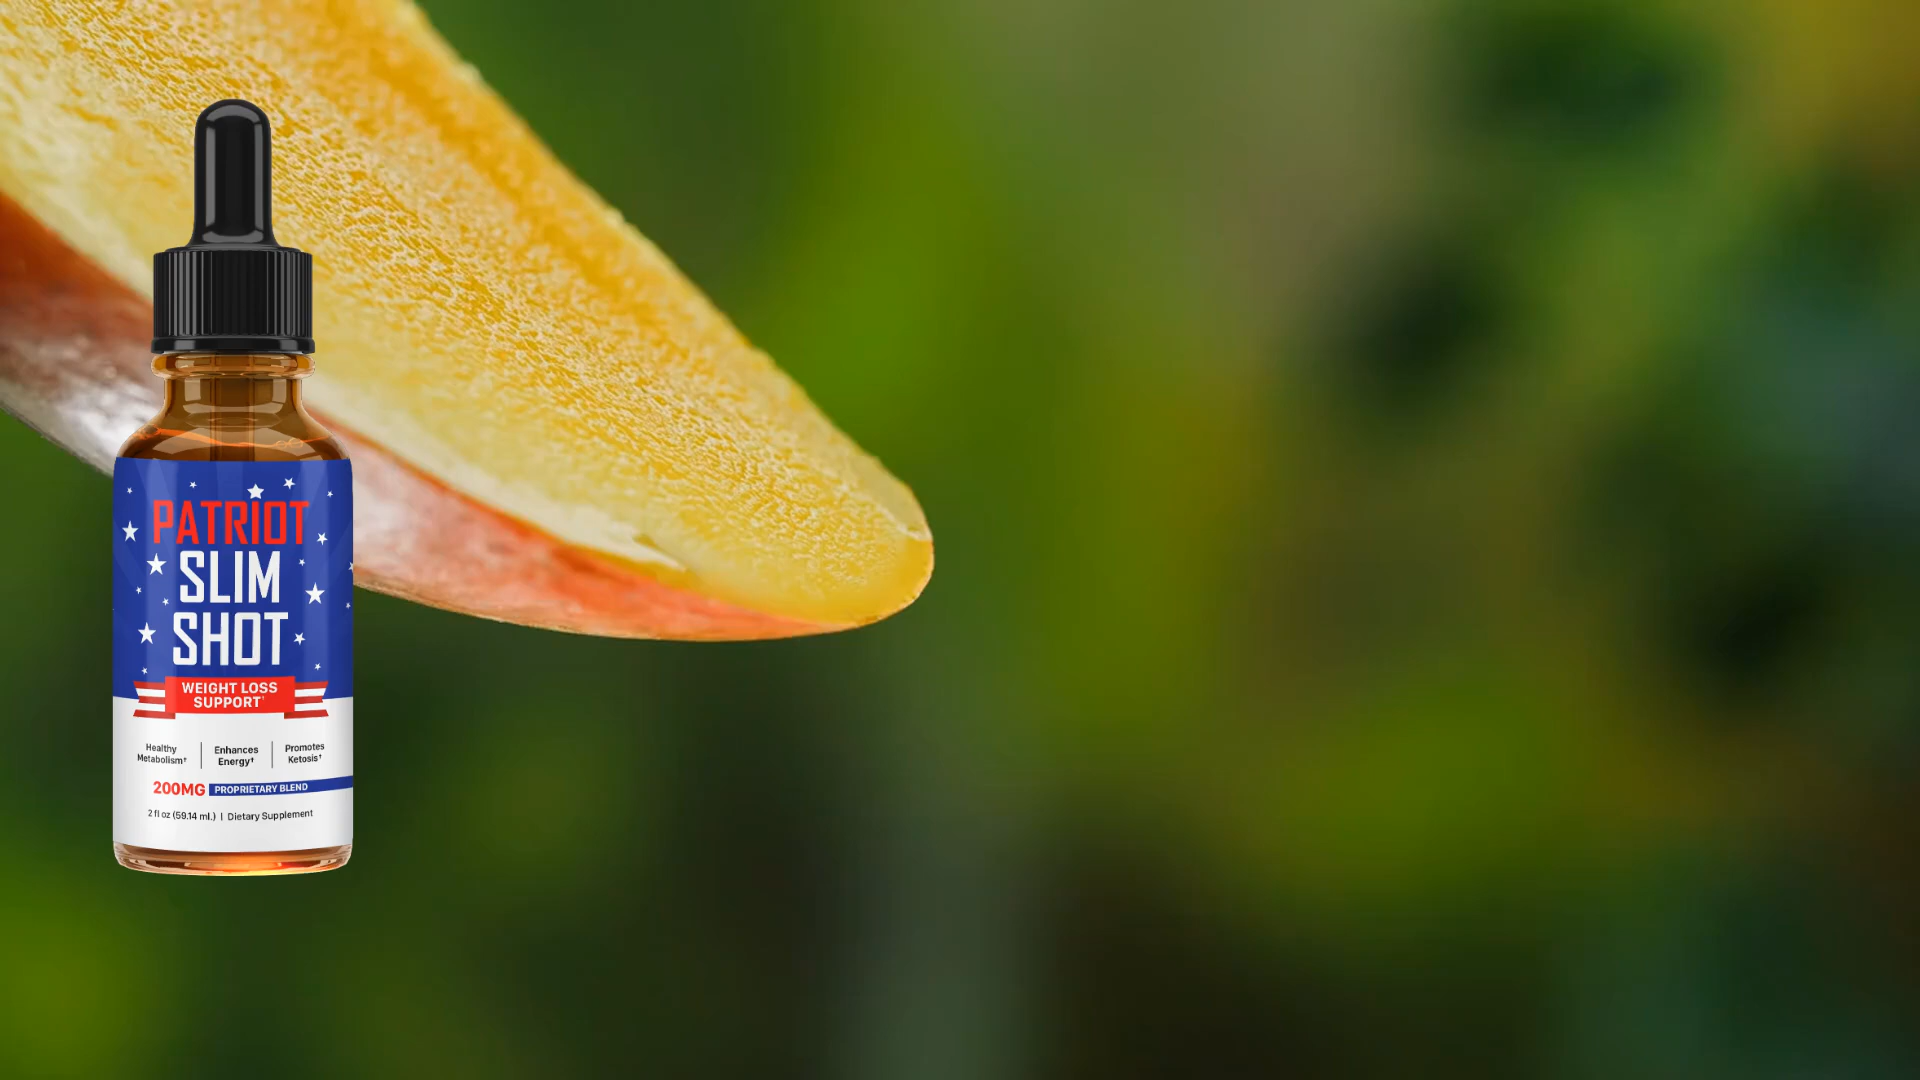 PATRIOT
SLIM
SHOT
WEIGHT LOSS
SUPPORT†
Healthy
Metabolism†
Enhances
Energy†
Promotes
Ketosis†
200MG PROPRIETARY BLEND
2 fl oz (59.14 ml.) | Dietary Supplement